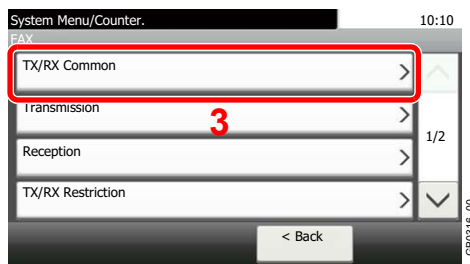 System Menu/Counter.
10:10
FAX
TX/RX Common
Transmission
3
1/2
Reception
TX/RX Restriction
< Back